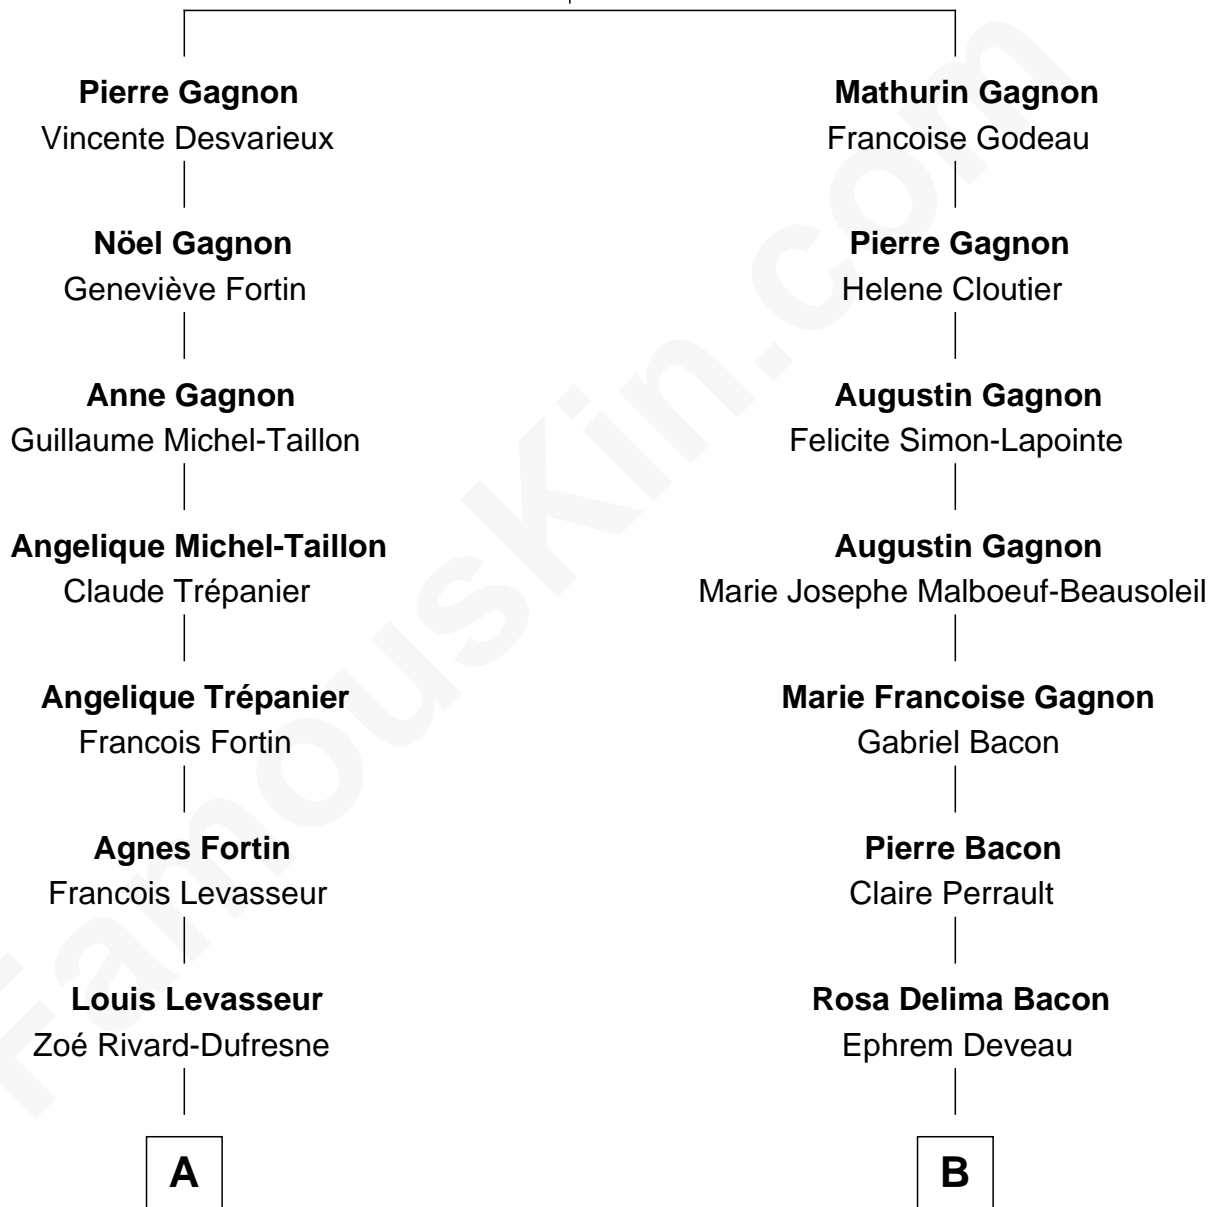 Pierre Gagnon
Vincente Desvarieux
Nöel Gagnon
Geneviève Fortin
Anne Gagnon
Guillaume Michel-Taillon
Angelique Michel-Taillon
Claude Trépanier
Angelique Trépanier
Francois Fortin
Agnes Fortin
Francois Levasseur
Louis Levasseur
Zoé Rivard-Dufresne
A
Mathurin Gagnon
Francoise Godeau
Pierre Gagnon
Helene Cloutier
Augustin Gagnon
Felicite Simon-Lapointe
Augustin Gagnon
Marie Josephe Malboeuf-Beausoleil
Marie Francoise Gagnon
Gabriel Bacon
Pierre Bacon
Claire Perrault
Rosa Delima Bacon
Ephrem Deveau
B
FamousKin.com